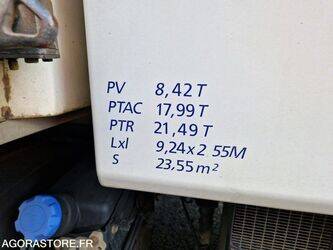 PV 8,42 T
PTAC 17,99 T
PTR 21,49 T
Lxl 9,24x2 55M
S 23,55 m²
AGORASTORE.FR